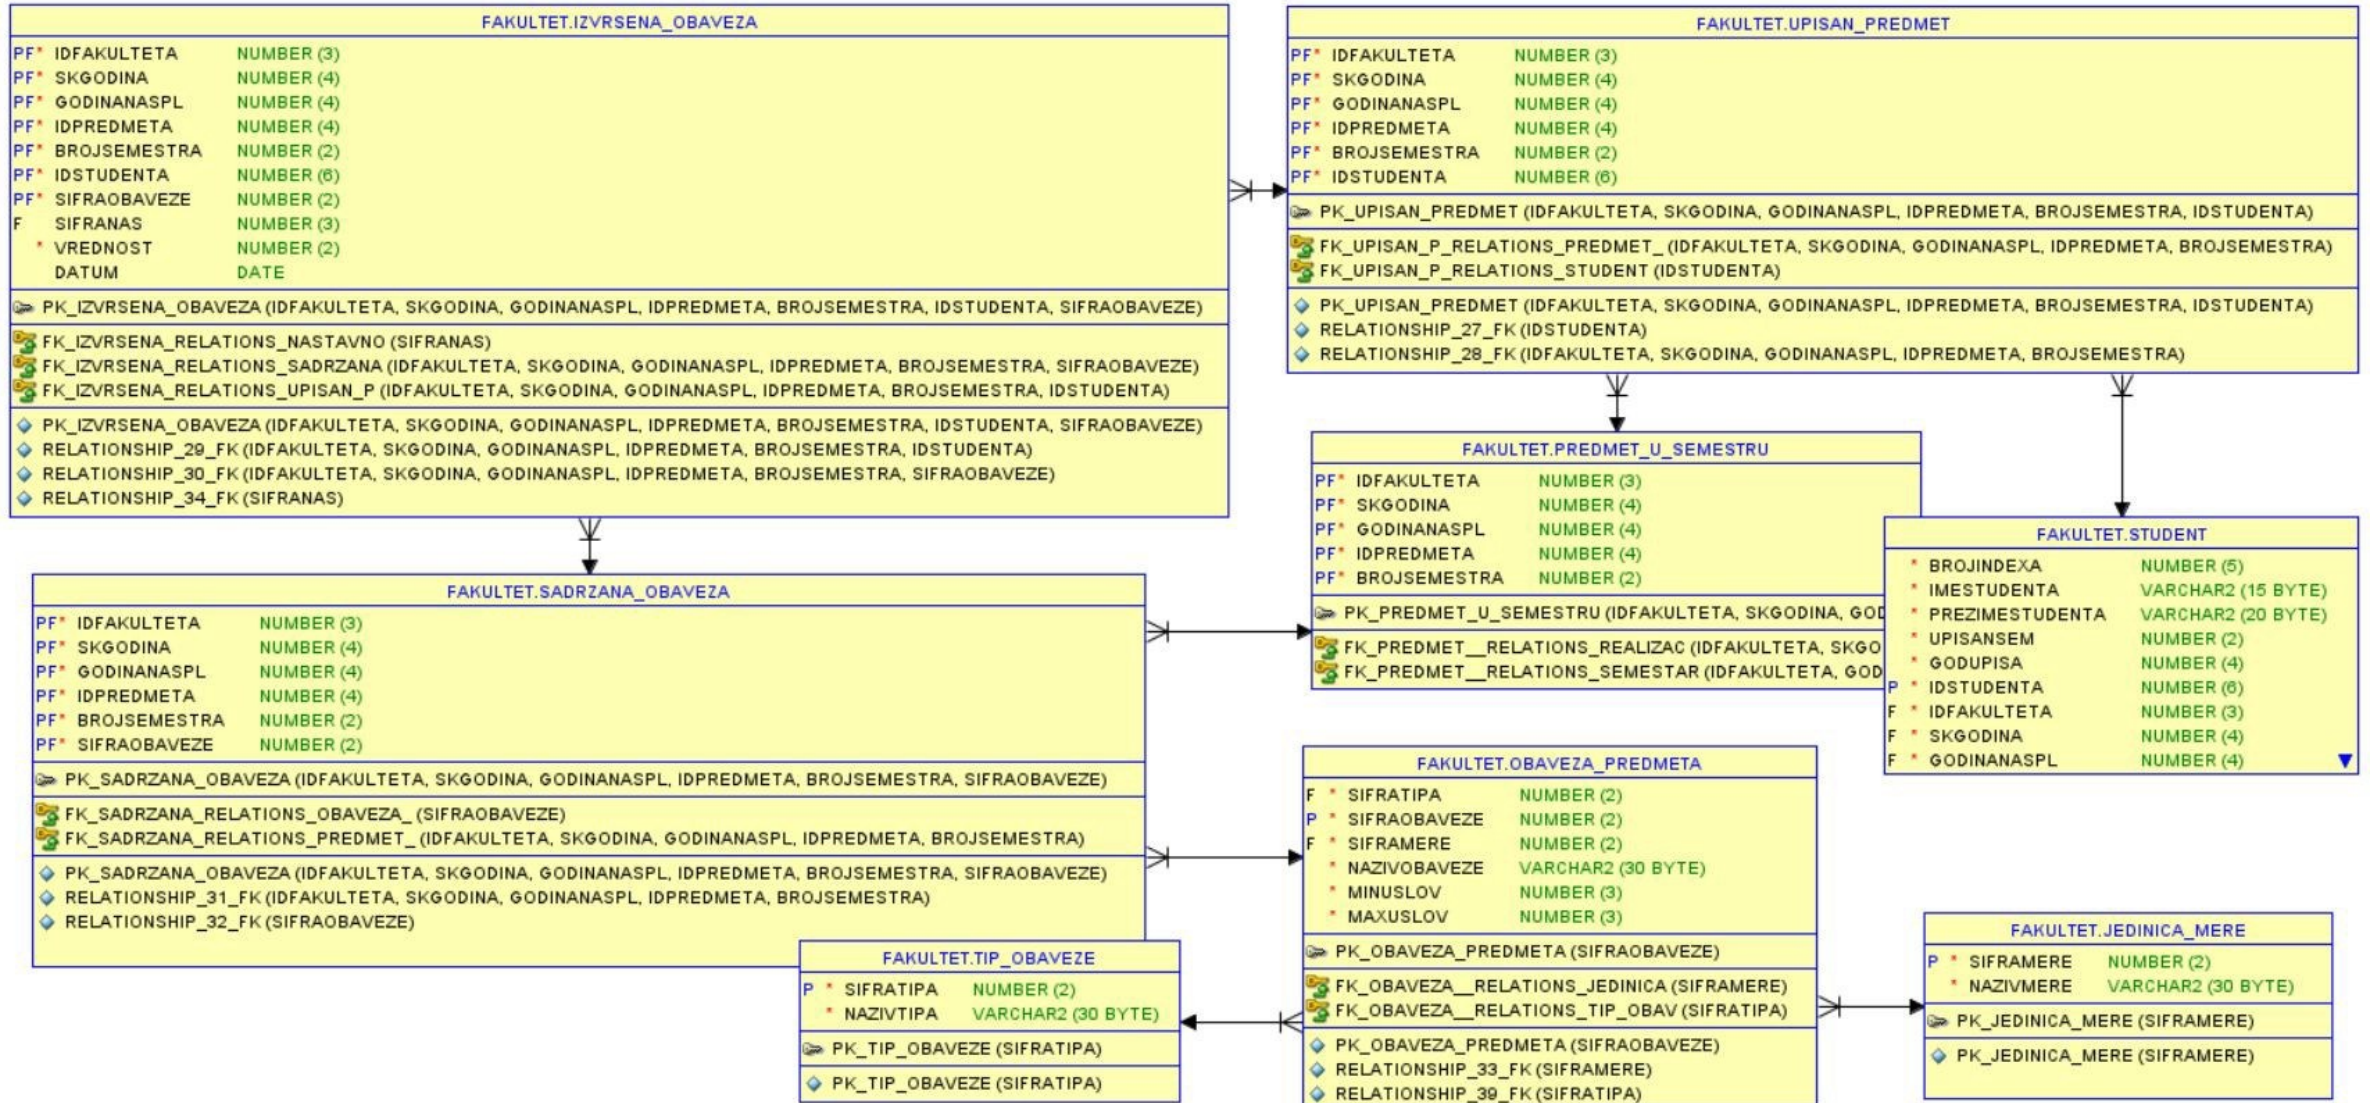 FAKULTET.IZVRSENA_OBAVEZA
PF* IDFAKULTETA NUMBER (3)
PF* SKGODINA NUMBER (4)
PF* GODINANASPL NUMBER (4)
PF* IDPREDMETA NUMBER (4)
PF* BROJSEMESTRA NUMBER (2)
PF* IDSTUDENTA NUMBER (6)
PF* SIFRAOBAVEZE NUMBER (2)
F SIFRANAS NUMBER (3)
* VREDNOST NUMBER (2)
DATUM DATE
PK_IZVRSENA_OBAVEZA (IDFAKULTETA, SKGODINA, GODINANASPL, IDPREDMETA, BROJSEMESTRA, IDSTUDENTA, SIFRAOBAVEZE)
FK_IZVRSENA_RELATIONS_NASTAVNO (SIFRANAS)
FK_IZVRSENA_RELATIONS_SADRZANA (IDFAKULTETA, SKGODINA, GODINANASPL, IDPREDMETA, BROJSEMESTRA, SIFRAOBAVEZE)
FK_IZVRSENA_RELATIONS_UPISAN_P (IDFAKULTETA, SKGODINA, GODINANASPL, IDPREDMETA, BROJSEMESTRA, IDSTUDENTA)
PK_IZVRSENA_OBAVEZA (IDFAKULTETA, SKGODINA, GODINANASPL, IDPREDMETA, BROJSEMESTRA, IDSTUDENTA, SIFRAOBAVEZE)
RELATIONSHIP_29_FK (IDFAKULTETA, SKGODINA, GODINANASPL, IDPREDMETA, BROJSEMESTRA, IDSTUDENTA)
RELATIONSHIP_30_FK (IDFAKULTETA, SKGODINA, GODINANASPL, IDPREDMETA, BROJSEMESTRA, SIFRAOBAVEZE)
RELATIONSHIP_34_FK (SIFRANAS)
FAKULTET.UPISAN_PREDMET
PF* IDFAKULTETA NUMBER (3)
PF* SKGODINA NUMBER (4)
PF* GODINANASPL NUMBER (4)
PF* IDPREDMETA NUMBER (4)
PF* BROJSEMESTRA NUMBER (2)
PF* IDSTUDENTA NUMBER (6)
PK_UPISAN_PREDMET (IDFAKULTETA, SKGODINA, GODINANASPL, IDPREDMETA, BROJSEMESTRA, IDSTUDENTA)
FK_UPISAN_P_RELATIONS_PREDMET_ (IDFAKULTETA, SKGODINA, GODINANASPL, IDPREDMETA, BROJSEMESTRA)
FK_UPISAN_P_RELATIONS_STUDENT (IDSTUDENTA)
PK_UPISAN_PREDMET (IDFAKULTETA, SKGODINA, GODINANASPL, IDPREDMETA, BROJSEMESTRA, IDSTUDENTA)
RELATIONSHIP_27_FK (IDSTUDENTA)
RELATIONSHIP_28_FK (IDFAKULTETA, SKGODINA, GODINANASPL, IDPREDMETA, BROJSEMESTRA)
FAKULTET.PREDMET_U_SEMESTRU
PF* IDFAKULTETA NUMBER (3)
PF* SKGODINA NUMBER (4)
PF* GODINANASPL NUMBER (4)
PF* IDPREDMETA NUMBER (4)
PF* BROJSEMESTRA NUMBER (2)
PK_PREDMET_U_SEMESTRU (IDFAKULTETA, SKGODINA, GOD
FK_PREDMET__RELATIONS_REALIZAC (IDFAKULTETA, SKGO
FK_PREDMET__RELATIONS_SEMESTAR (IDFAKULTETA, GOD
FAKULTET.STUDENT
* BROJINDEXA NUMBER (5)
* IMESTUDENTA VARCHAR2 (15 BYTE)
* PREZIMESTUDENTA VARCHAR2 (20 BYTE)
* UPISANSEM NUMBER (2)
* GODUPISA NUMBER (4)
P * IDSTUDENTA NUMBER (6)
F * IDFAKULTETA NUMBER (3)
F * SKGODINA NUMBER (4)
F * GODINANASPL NUMBER (4)
FAKULTET.SADRZANA_OBAVEZA
PF* IDFAKULTETA NUMBER (3)
PF* SKGODINA NUMBER (4)
PF* GODINANASPL NUMBER (4)
PF* IDPREDMETA NUMBER (4)
PF* BROJSEMESTRA NUMBER (2)
PF* SIFRAOBAVEZE NUMBER (2)
PK_SADRZANA_OBAVEZA (IDFAKULTETA, SKGODINA, GODINANASPL, IDPREDMETA, BROJSEMESTRA, SIFRAOBAVEZE)
FK_SADRZANA_RELATIONS_OBAVEZA_ (SIFRAOBAVEZE)
FK_SADRZANA_RELATIONS_PREDMET_ (IDFAKULTETA, SKGODINA, GODINANASPL, IDPREDMETA, BROJSEMESTRA)
PK_SADRZANA_OBAVEZA (IDFAKULTETA, SKGODINA, GODINANASPL, IDPREDMETA, BROJSEMESTRA, SIFRAOBAVEZE)
RELATIONSHIP_31_FK (IDFAKULTETA, SKGODINA, GODINANASPL, IDPREDMETA, BROJSEMESTRA)
RELATIONSHIP_32_FK (SIFRAOBAVEZE)
FAKULTET.OBAVEZA_PREDMETA
F * SIFRATIPA NUMBER (2)
P * SIFRAOBAVEZE NUMBER (2)
F * SIFRAMERE NUMBER (2)
* NAZIVOBAVEZE VARCHAR2 (30 BYTE)
* MINUSLOV NUMBER (3)
* MAXUSLOV NUMBER (3)
PK_OBAVEZA_PREDMETA (SIFRAOBAVEZE)
FK_OBAVEZA__RELATIONS_JEDINICA (SIFRAMERE)
FK_OBAVEZA__RELATIONS_TIP_OBAV (SIFRATIPA)
PK_OBAVEZA_PREDMETA (SIFRAOBAVEZE)
RELATIONSHIP_33_FK (SIFRAMERE)
RELATIONSHIP_39_FK (SIFRATIPA)
FAKULTET.TIP_OBAVEZE
P * SIFRATIPA NUMBER (2)
* NAZIVTIPA VARCHAR2 (30 BYTE)
PK_TIP_OBAVEZE (SIFRATIPA)
PK_TIP_OBAVEZE (SIFRATIPA)
FAKULTET.JEDINICA_MERE
P * SIFRAMERE NUMBER (2)
* NAZIVMERE VARCHAR2 (30 BYTE)
PK_JEDINICA_MERE (SIFRAMERE)
PK_JEDINICA_MERE (SIFRAMERE)